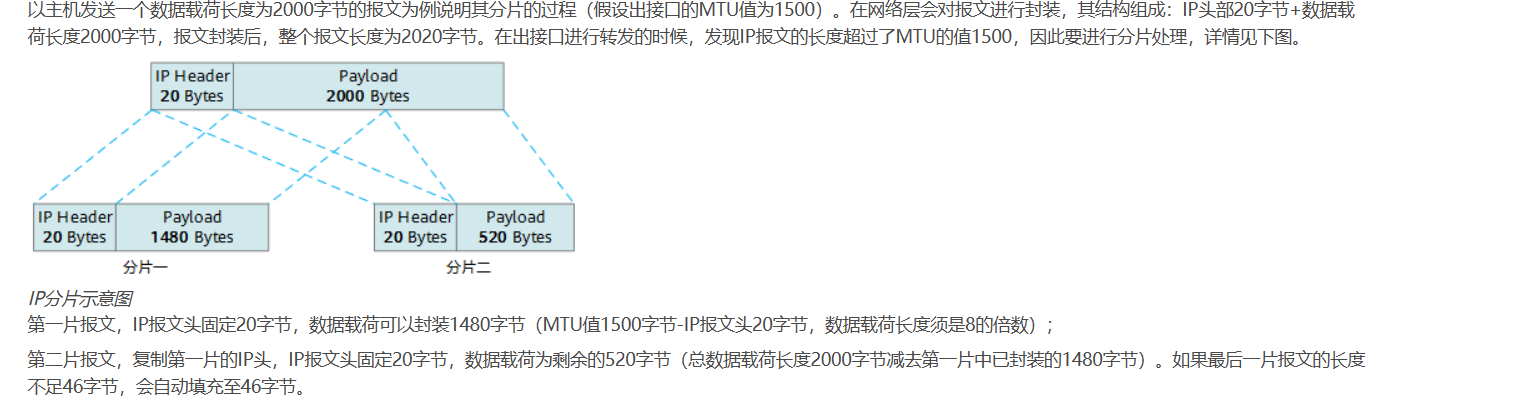 以主机发送一个数据载荷长度为2000字节的报文为例说明其分片的过程（假设出接口的MTU值为1500）。在网络层会对报文进行封装，其结构组成：IP头部20字节+数据载
荷长度2000字节，报文封装后，整个报文长度为2020字节。在出接口进行转发的时候，发现IP报文的长度超过了MTU的值1500，因此要进行分片处理，详情见下图。
IP Header
20 Bytes
Payload
2000 Bytes
IP Header
20 Bytes
Payload
1480 Bytes
IP Header
20 Bytes
Payload
520 Bytes
分片一
分片二
IP分片示意图
第一片报文，IP报文头固定20字节，数据载荷可以封装1480字节（MTU值1500字节-IP报文头20字节，数据载荷长度须是8的倍数）；
第二片报文，复制第一片的IP头，IP报文头固定20字节，数据载荷为剩余的520字节（总数据载荷长度2000字节减去第一片中已封装的1480字节）。如果最后一片报文的长度
不足46字节，会自动填充至46字节。